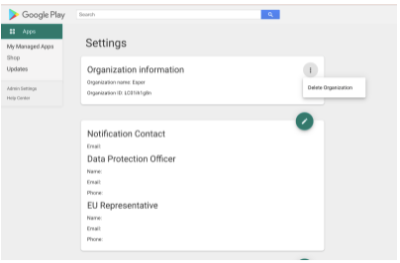 Google Play
Search
Apps
My Managed Apps
Shop
Updates
Admin Settings
Help Center
Settings
Organization information
Organization name: Esper
Delete Organization
Organization ID:
Notification Contact
Email:
Data Protection Officer
Name:
Email:
Phone:
EU Representative
Name:
Email:
Phone: